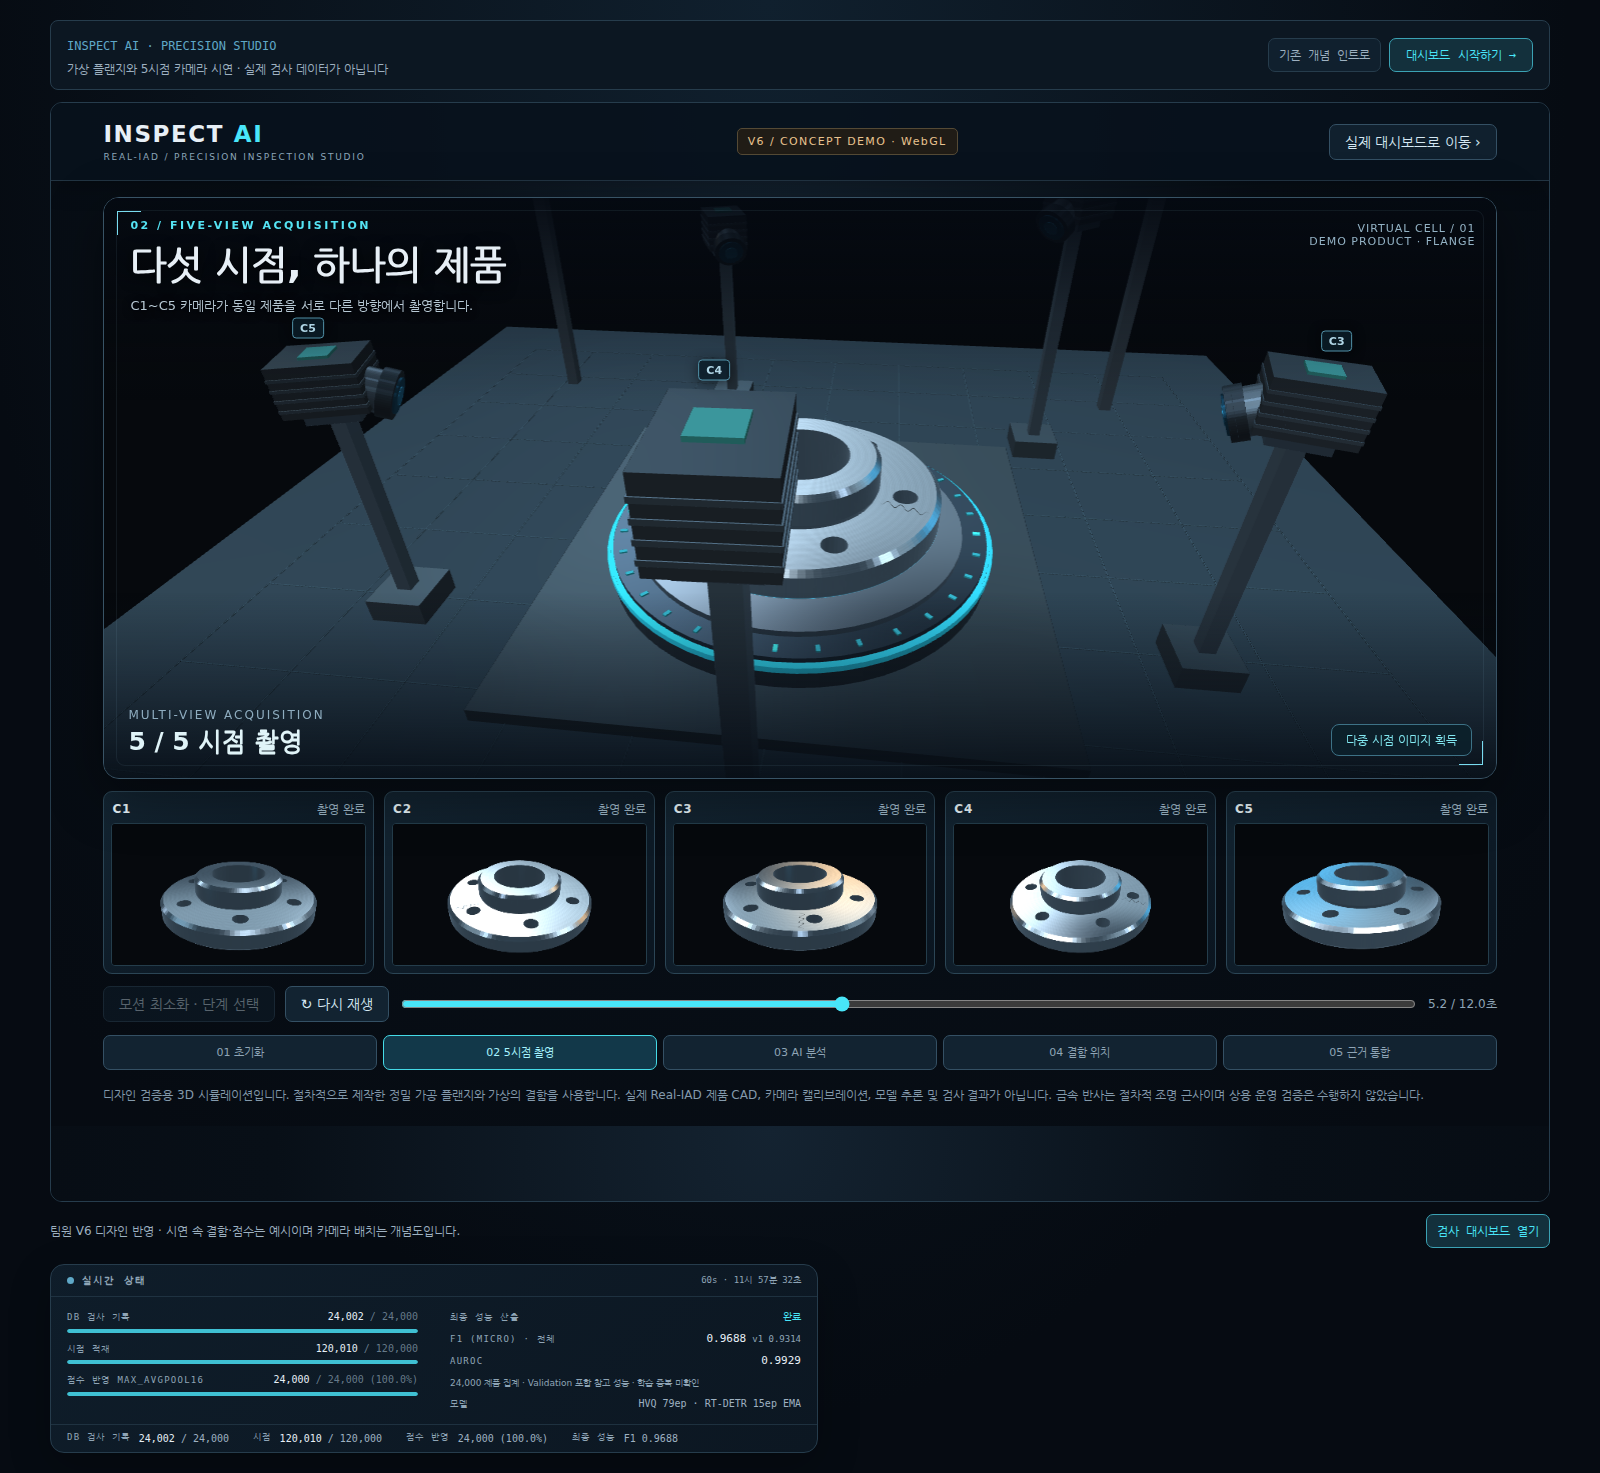 INSPECT AI · PRECISION STUDIO
가상 플랜지와 5시점 카메라 시연 · 실제 검사 데이터가 아닙니다
기존 개념 인트로
대시보드 시작하기 →
INSPECT AI
REAL-IAD / PRECISION INSPECTION STUDIO
V6 / CONCEPT DEMO · WebGL
실제 대시보드로 이동 ›
02 / FIVE-VIEW ACQUISITION
다섯 시점, 하나의 제품
C1~C5 카메라가 동일 제품을 서로 다른 방향에서 촬영합니다.
VIRTUAL CELL / 01
DEMO PRODUCT · FLANGE
C5
C4
C3
MULTI-VIEW ACQUISITION
5 / 5 시점 촬영
다중 시점 이미지 획득
C1 촬영 완료
C2 촬영 완료
C3 촬영 완료
C4 촬영 완료
C5 촬영 완료
모션 최소화 · 단계 선택
↻ 다시 재생
5.2 / 12.0초
01 초기화
02 5시점 촬영
03 AI 분석
04 결함 위치
05 근거 통합
디자인 검증용 3D 시뮬레이션입니다. 절차적으로 제작한 정밀 가공 플랜지와 가상의 결함을 사용합니다. 실제 Real-IAD 제품 CAD, 카메라 캘리브레이션, 모델 추론 및 검사 결과가 아닙니다. 금속 반사는 절차적 조명 근사이며 상용 운영 검증은 수행하지 않았습니다.
팀원 V6 디자인 반영 · 시연 속 결함·점수는 예시이며 카메라 배치는 개념도입니다.
검사 대시보드 열기
실시간 상태
60s · 11시 57분 32초
DB 검사 기록 24,002 / 24,000
시점 적재 120,010 / 120,000
점수 반영 MAX_AVGPOOL16 24,000 / 24,000 (100.0%)
최종 성능 산출 완료
F1 (MICRO) · 전체 0.9688 v1 0.9314
AUROC 0.9929
24,000 제품 집계 · Validation 포함 참고 성능 · 학습 중복 미확인
모델 HVQ 79ep · RT-DETR 15ep EMA
DB 검사 기록 24,002 / 24,000 시점 120,010 / 120,000 점수 반영 24,000 (100.0%) 최종 성능 F1 0.9688